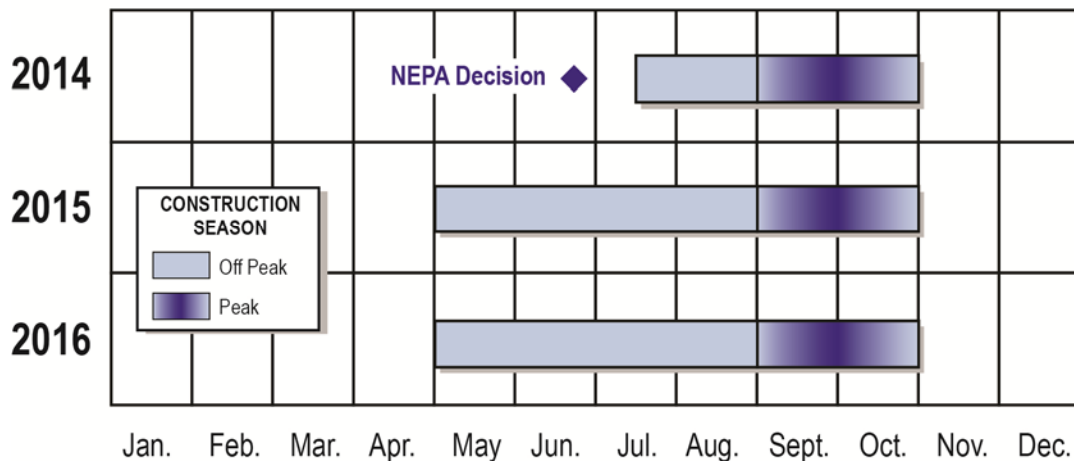 2014
NEPA Decision
2015
CONSTRUCTION
SEASON
Off Peak
Peak
2016
Jan. Feb. Mar. Apr. May Jun. Jul. Aug. Sept. Oct. Nov. Dec.